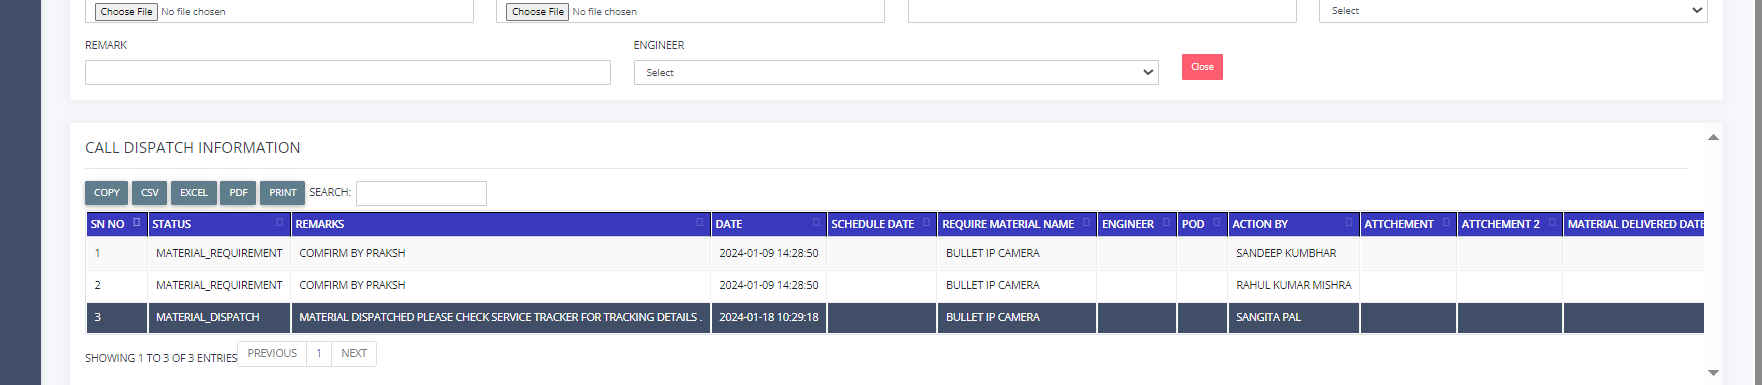 Choose File No file chosen Choose File No file chosen Select
REMARK ENGINEER
Select Close
CALL DISPATCH INFORMATION
COPY CSV EXCEL PDF PRINT SEARCH:
SN NO STATUS REMARKS DATE SCHEDULE DATE REQUIRE MATERIAL NAME ENGINEER POD ACTION BY ATTCHEMENT ATTCHEMENT 2 MATERIAL DELIVERED DATE
1 MATERIAL_REQUIREMENT COMFIRM BY PRAKSH 2024-01-09 14:28:50 BULLET IP CAMERA SANDEEP KUMBHAR
2 MATERIAL_REQUIREMENT COMFIRM BY PRAKSH 2024-01-09 14:28:50 BULLET IP CAMERA RAHUL KUMAR MISHRA
3 MATERIAL_DISPATCH MATERIAL DISPATCHED PLEASE CHECK SERVICE TRACKER FOR TRACKING DETAILS . 2024-01-18 10:29:18 BULLET IP CAMERA SANGITA PAL
SHOWING 1 TO 3 OF 3 ENTRIES PREVIOUS 1 NEXT